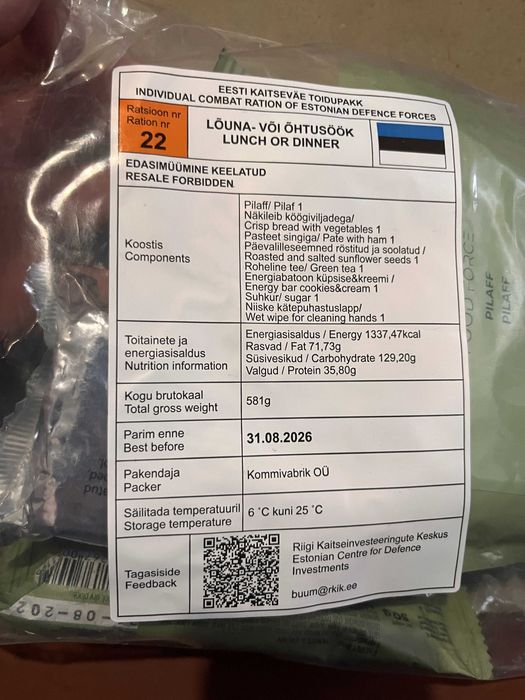 EESTI KAITSEVÄE TOIDUPAKK
INDIVIDUAL COMBAT RATION OF ESTONIAN DEFENCE FORCES
Ratsioon nr
Ration nr
22
LÕUNA- VÕI ÕHTUSÖÖK
LUNCH OR DINNER
EDASIMÜÜMINE KEELATUD
RESALE FORBIDDEN
Koostis
Components
Pilaff/ Pilaf 1
Näkileib köögiviljadega/
Crisp bread with vegetables 1
Pasteet singiga/ Pate with ham 1
Päevalilleseemned röstitud ja soolatud /
Roasted and salted sunflower seeds 1
Roheline tee/ Green tea 1
Energiabatoon küpsise&kreemi /
Energy bar cookies&cream 1
Suhkur/ sugar 1
Niiske kätepuhastuslapp/
Wet wipe for cleaning hands 1
Toitainete ja
energiasisaldus
Nutrition information
Energiasisaldus / Energy 1337,47kcal
Rasvad / Fat 71,73g
Süsivesikud / Carbohydrate 129,20g
Valgud / Protein 35,80g
Kogu brutokaal
Total gross weight
581g
Parim enne
Best before
31.08.2026
Pakendaja
Packer
Kommivabrik OÜ
Säilitada temperatuuril
Storage temperature
6 ˚C kuni 25 ˚C
Tagasiside
Feedback
Riigi Kaitseinvesteeringute Keskus
Estonian Centre for Defence
Investments
buum@rkik.ee
PILAFF
PILAFF
FORCE
-08-202